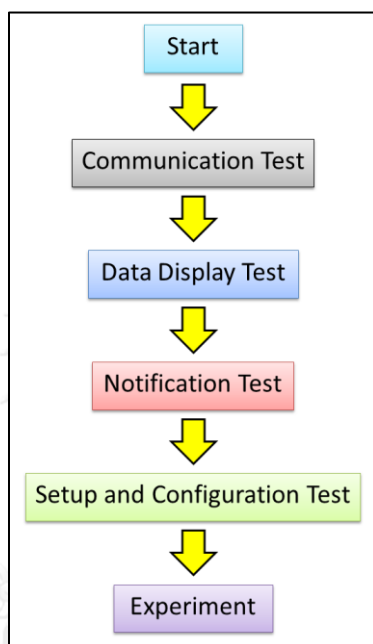 Start
Communication Test
Data Display Test
Notification Test
Setup and Configuration Test
Experiment